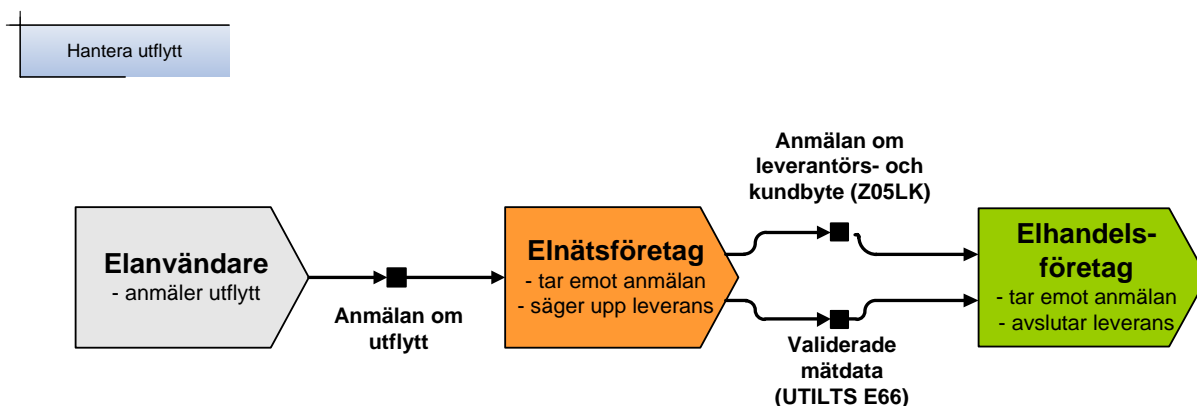 Hantera utflytt
Elanvändare
- anmäler utflytt
Anmälan om
utflytt
Elnätsföretag
- tar emot anmälan
- säger upp leverans
Anmälan om
leverantörs- och
kundbyte (Z05LK)
Validerade
mätdata
(UTILTS E66)
Elhandels-
företag
- tar emot anmälan
- avslutar leverans